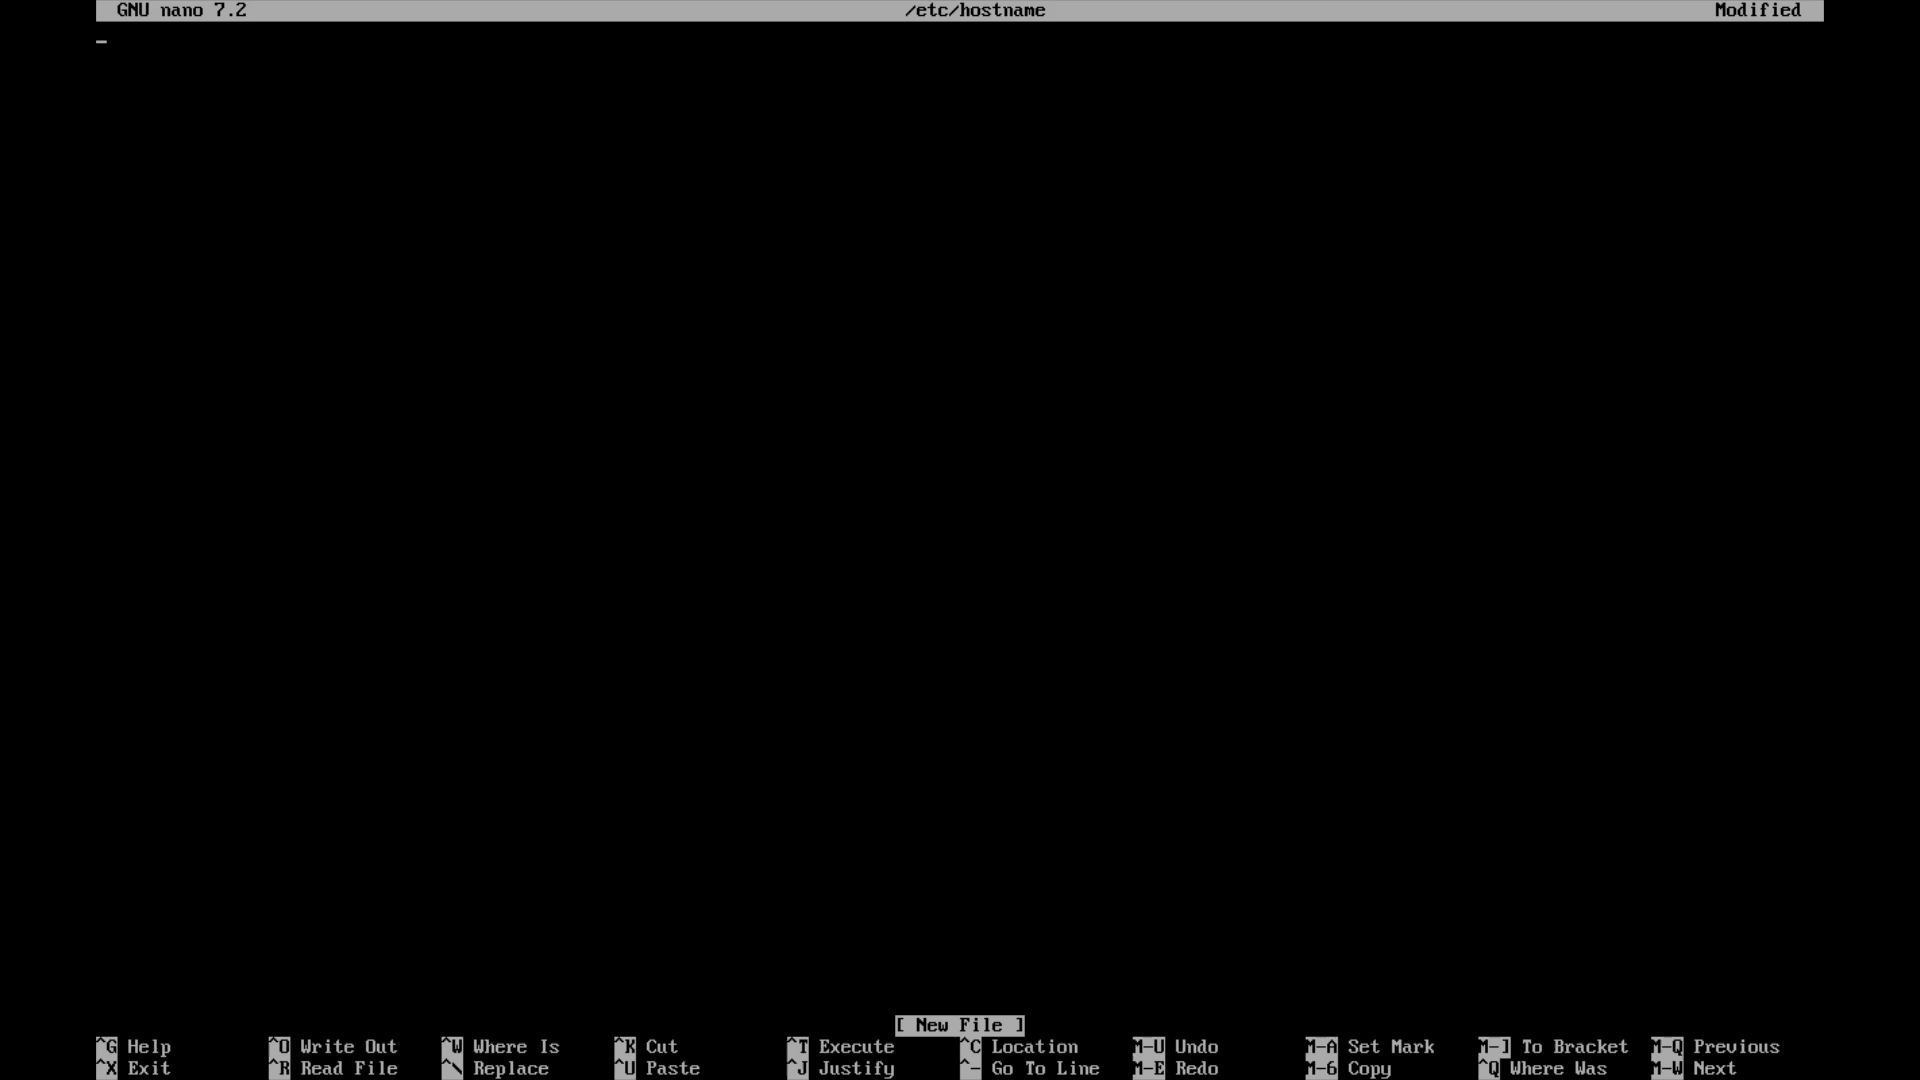 GNU nano 7.2 /etc/hostname Modified
[ New File ]
^G Help ^O Write Out ^W Where Is ^K Cut ^T Execute ^C Location M-U Undo M-A Set Mark M-] To Bracket M-Q Previous
^X Exit ^R Read File ^\ Replace ^U Paste ^J Justify ^- Go To Line M-E Redo M-6 Copy ^Q Where Was M-W Next